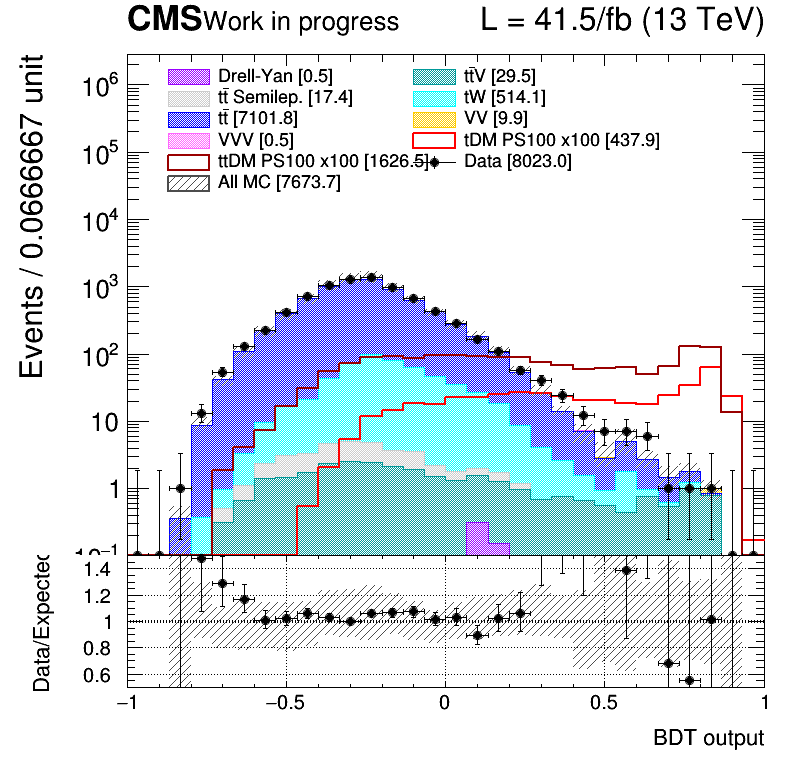 CMS Work in progress L = 41.5/fb (13 TeV)
Events / 0.0666667 unit
Drell-Yan [0.5] tt̄V [29.5]
tt̄ Semilep. [17.4] tW [514.1]
tt̄ [7101.8] VV [9.9]
VVV [0.5] tDM PS100 x100 [437.9]
ttDM PS100 x100 [1626.5] Data [8023.0]
All MC [7673.7]
10⁶
10⁵
10⁴
10³
10²
10
1
10⁻¹
Data/Expected
1.4
1.2
1
0.8
0.6
−1 −0.5 0 0.5 1
BDT output